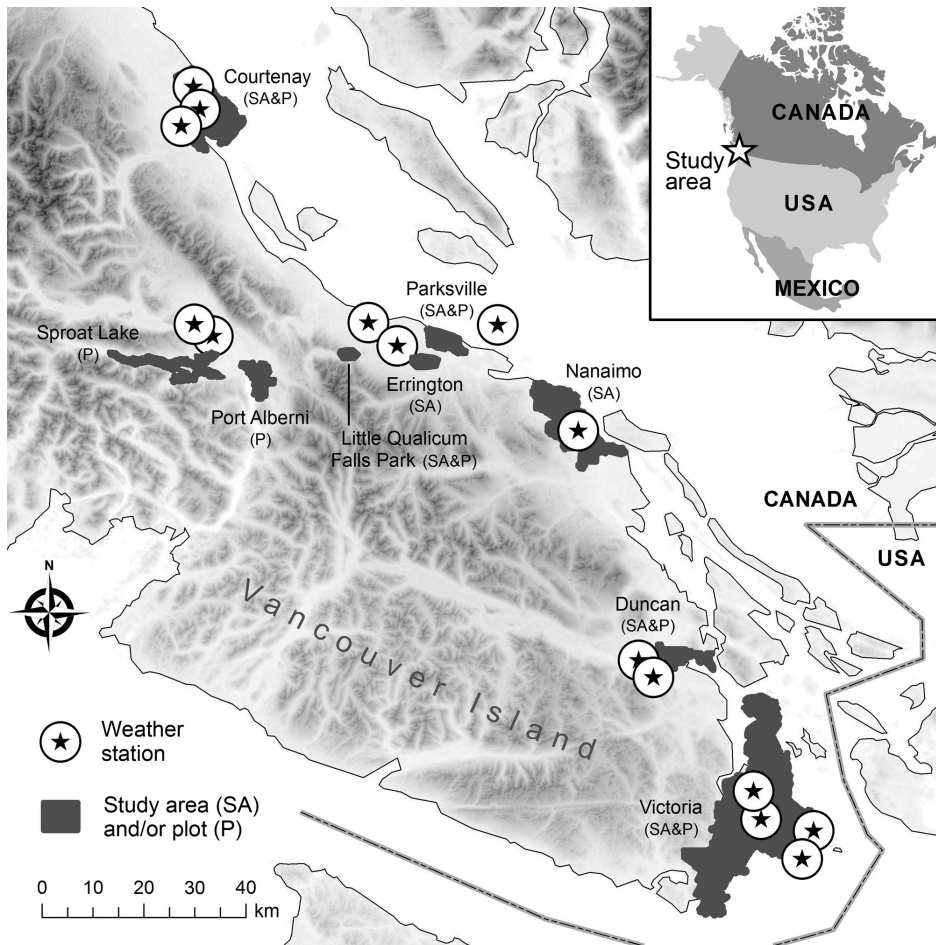 Courtenay
(SA&P)
CANADA
Study
area
USA
MEXICO
Parksville
(SA&P)
Sproat Lake
(P)
Errington
(SA)
Nanaimo
(SA)
Port Alberni
(P)
Little Qualicum
Falls Park (SA&P)
CANADA
USA
N
Duncan
(SA&P)
Vancouver Island
Weather
station
Victoria
(SA&P)
Study area (SA)
and/or plot (P)
0 10 20 30 40
km